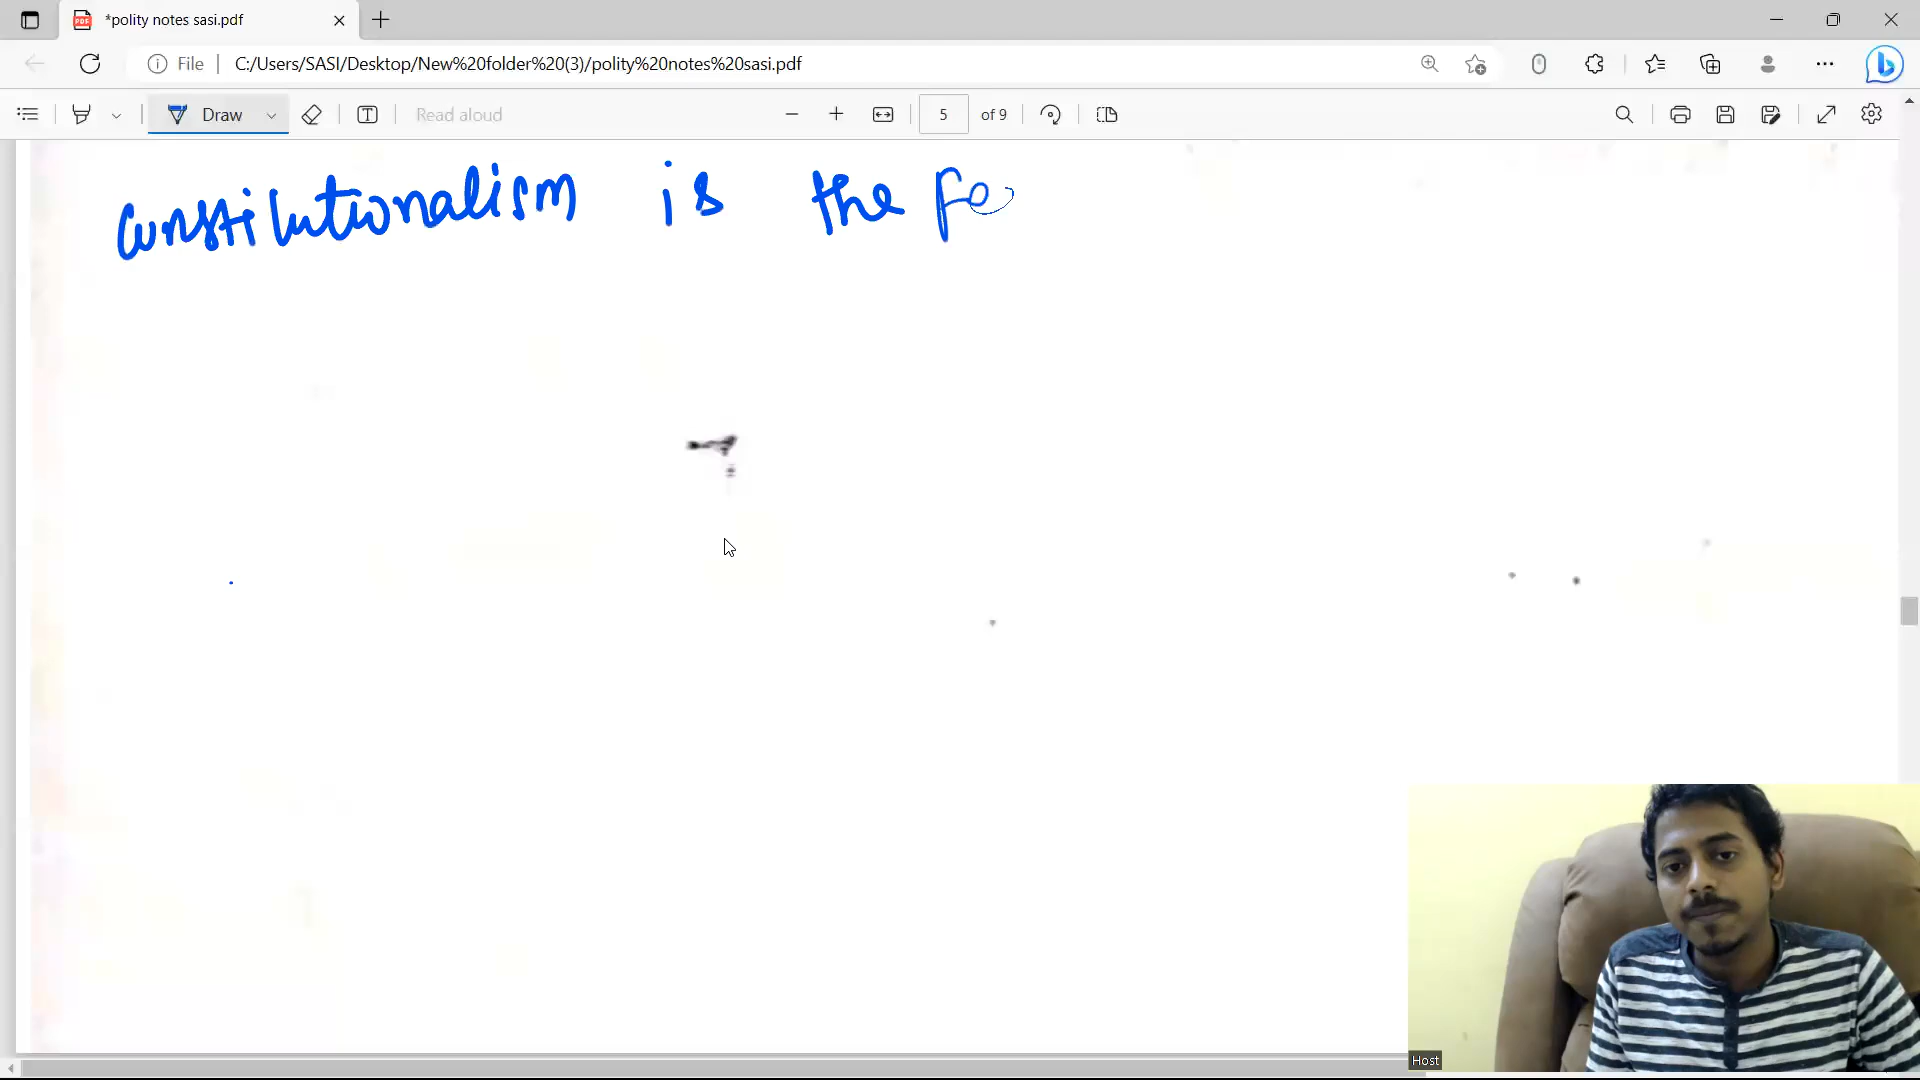 *polity notes sasi.pdf
File C:/Users/SASI/Desktop/New%20folder%20(3)/polity%20notes%20sasi.pdf
Draw Read aloud 5 of 9
constitutionalism is the fo
Host